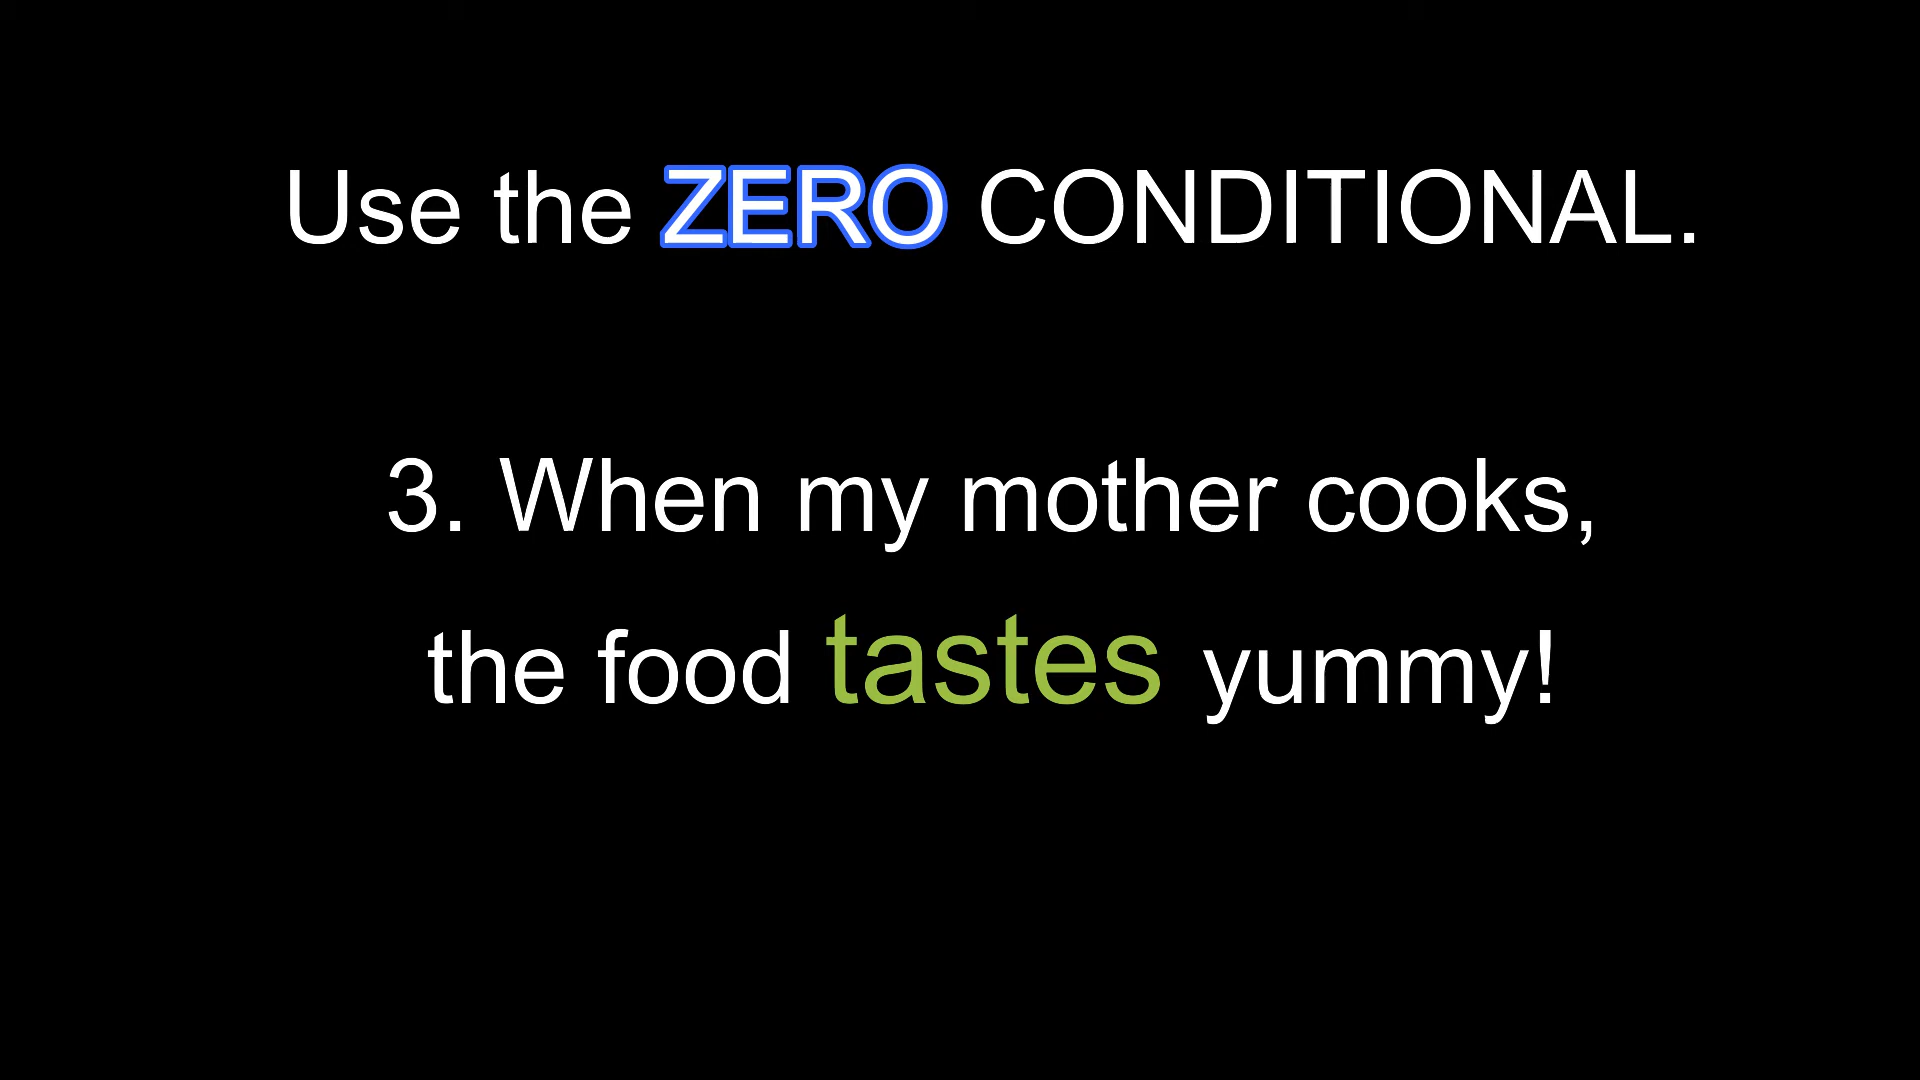 Use the ZERO CONDITIONAL.
3. When my mother cooks,
the food tastes yummy!